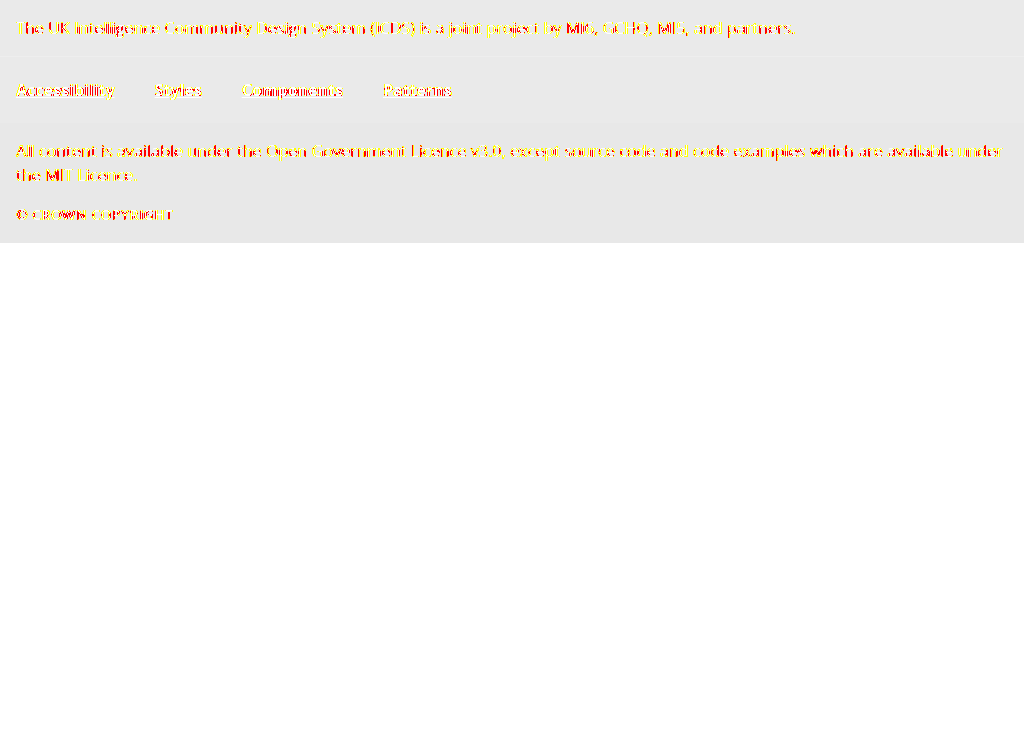 The UK Intelligence Community Design System (ICDS) is a joint project by MI6, GCHQ, MI5, and partners.
Accessibility Styles Components Patterns
All content is available under the Open Government Licence v3.0, except source code and code examples which are available under
the MIT Licence.
© CROWN COPYRIGHT